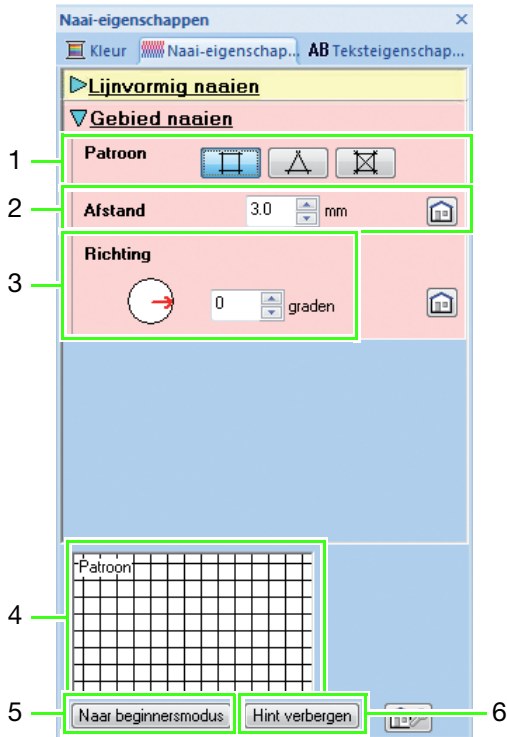 Naai-eigenschappen
Kleur Naai-eigenschap... AB Teksteigenschap...
Lijnvormig naaien
Gebied naaien
1 Patroon
2 Afstand 3.0 mm
3 Richting
0 graden
4 Patroon
5 Naar beginnersmodus Hint verbergen 6